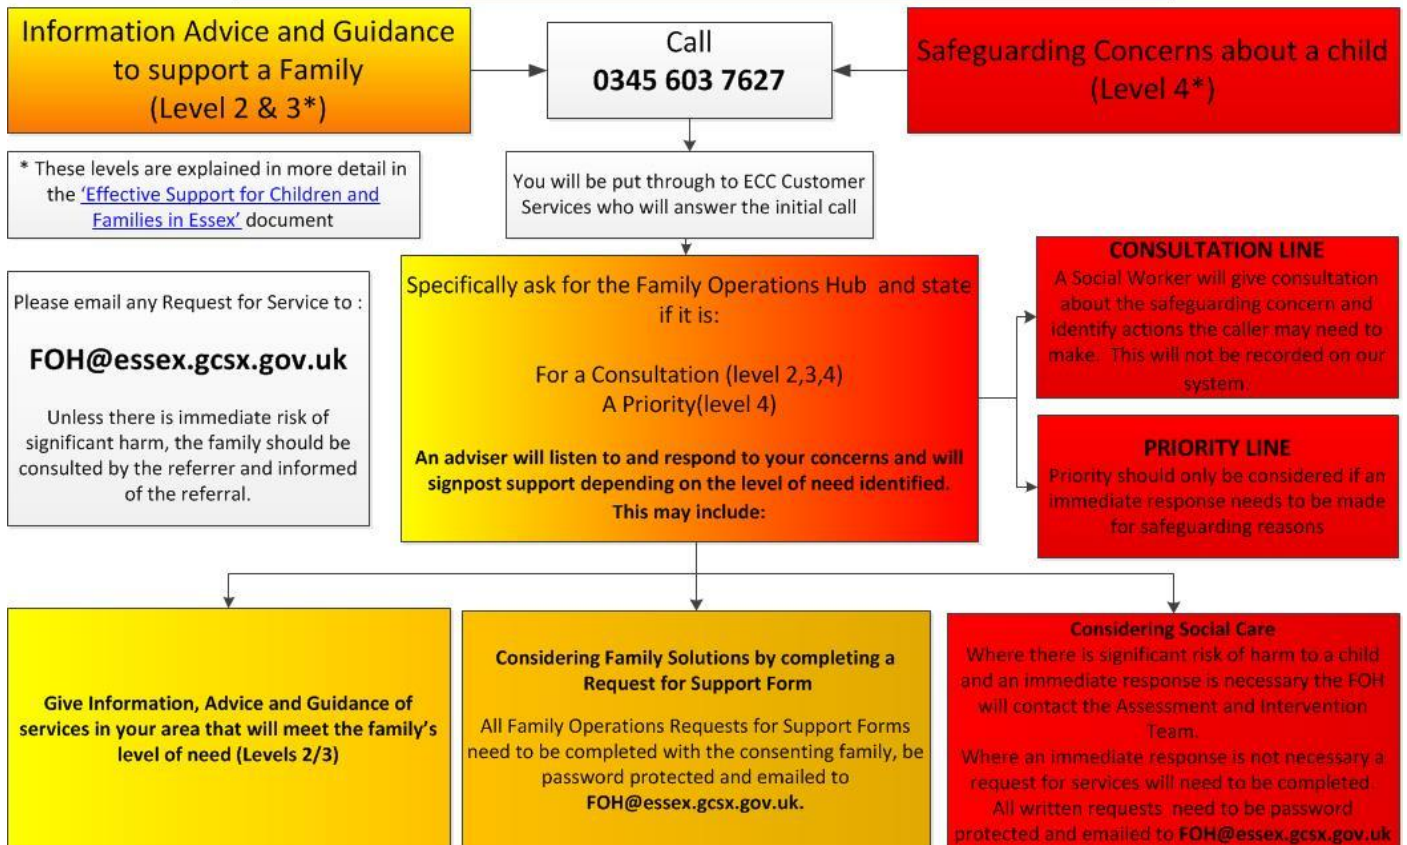 Information Advice and Guidance
to support a Family
(Level 2 & 3*)
Call
0345 603 7627
Safeguarding Concerns about a child
(Level 4*)
* These levels are explained in more detail in
the 'Effective Support for Children and
Families in Essex' document
You will be put through to ECC Customer
Services who will answer the initial call
Please email any Request for Service to :
FOH@essex.gcsx.gov.uk
Unless there is immediate risk of
significant harm, the family should be
consulted by the referrer and informed
of the referral.
Specifically ask for the Family Operations Hub  and state
if it is:
For a Consultation (level 2,3,4)
A Priority(level 4)
An adviser will listen to and respond to your concerns and will
signpost support depending on the level of need identified.
This may include:
CONSULTATION LINE
A Social Worker will give consultation
about the safeguarding concern and
identify actions the caller may need to
make.  This will not be recorded on our
system.
PRIORITY LINE
Priority should only be considered if an
immediate response needs to be made
for safeguarding reasons
Give Information, Advice and Guidance of
services in your area that will meet the family's
level of need (Levels 2/3)
Considering Family Solutions by completing a
Request for Support Form
All Family Operations Requests for Support Forms
need to be completed with the consenting family, be
password protected and emailed to
FOH@essex.gcsx.gov.uk.
Considering Social Care
Where there is significant risk of harm to a child
and an immediate response is necessary the FOH
will contact the Assessment and Intervention
Team.
Where an immediate response is not necessary a
request for services will need to be completed.
All written requests  need to be password
protected and emailed to FOH@essex.gcsx.gov.uk